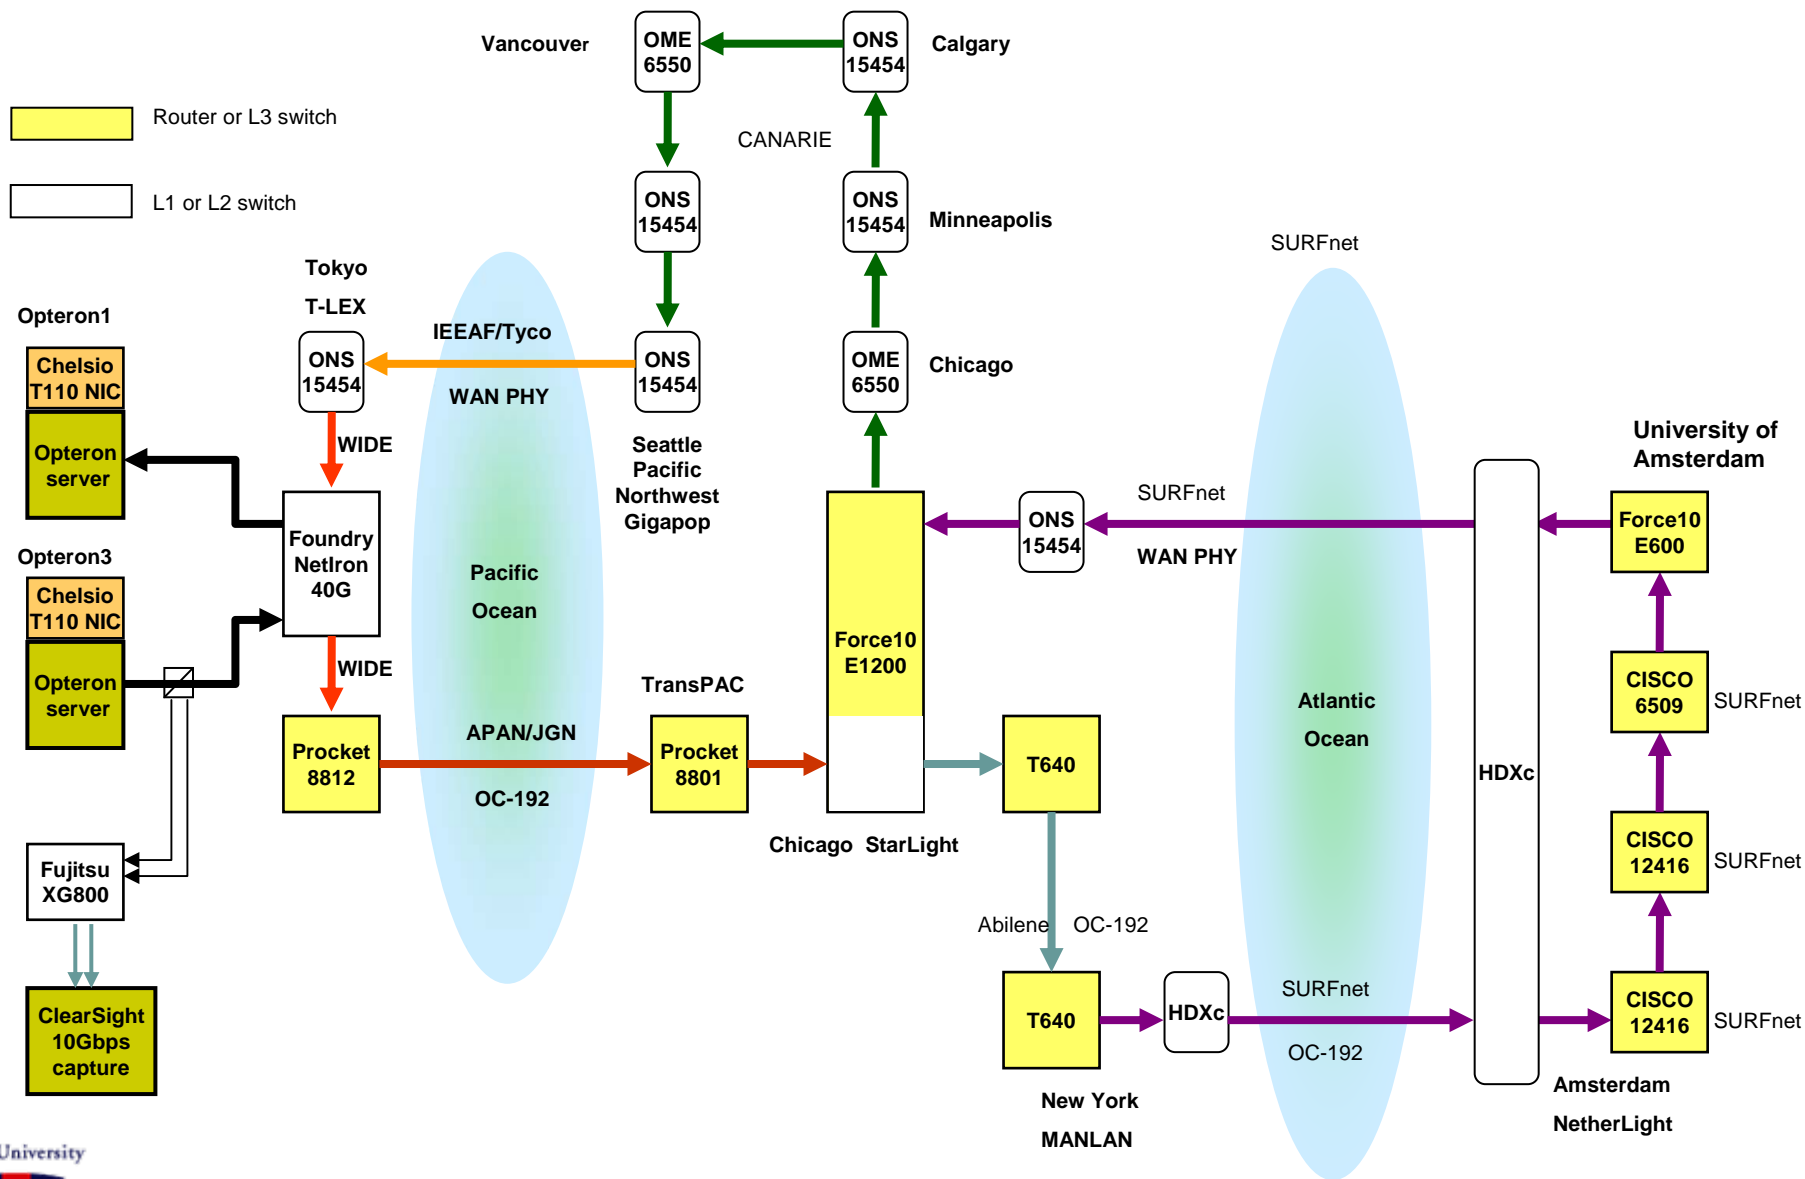 Vancouver
OME
6550
ONS
15454
Calgary
Router or L3 switch
CANARIE
L1 or L2 switch
ONS
15454
ONS
15454
Minneapolis
SURFnet
Tokyo
T-LEX
Opteron1
IEEAF/Tyco
ONS
15454
ONS
15454
OME
6550
Chicago
Chelsio
T110 NIC
WAN PHY
Opteron
server
WIDE
Seattle
Pacific
Northwest
Gigapop
University of
Amsterdam
SURFnet
ONS
15454
WAN PHY
Force10
E600
Foundry
NetIron
40G
Opteron3
Chelsio
T110 NIC
Pacific
Ocean
Force10
E1200
Opteron
server
WIDE
TransPAC
CISCO
6509
SURFnet
Atlantic
Ocean
APAN/JGN
Procket
8812
Procket
8801
T640
HDXc
OC-192
Chicago StarLight
CISCO
12416
SURFnet
Fujitsu
XG800
Abilene
OC-192
SURFnet
ClearSight
10Gbps
capture
T640
HDXc
CISCO
12416
SURFnet
OC-192
New York
MANLAN
Amsterdam
NetherLight
University